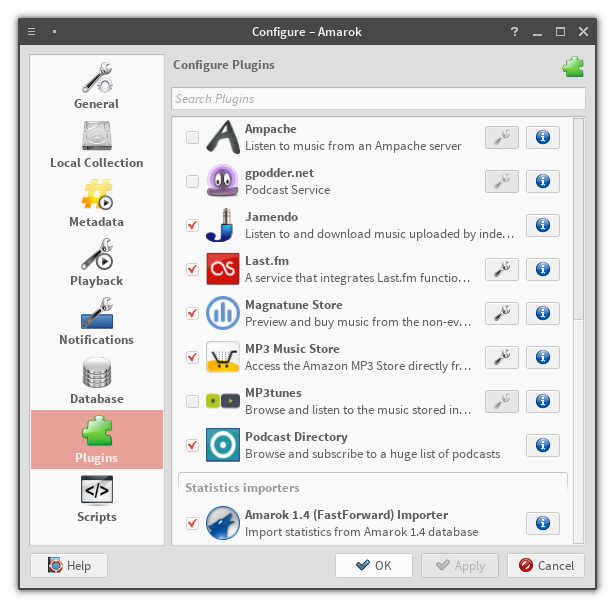 Configure – Amarok
?
General
Local Collection
Metadata
Playback
Notifications
Database
Plugins
Scripts
Configure Plugins
Search Plugins
Ampache
Listen to music from an Ampache server
gpodder.net
Podcast Service
Jamendo
Listen to and download music uploaded by inde...
Last.fm
A service that integrates Last.fm functio...
Magnatune Store
Preview and buy music from the non-ev...
MP3 Music Store
Access the Amazon MP3 Store directly fr...
MP3tunes
Browse and listen to the music stored in...
Podcast Directory
Browse and subscribe to a huge list of podcasts
Statistics importers
Amarok 1.4 (FastForward) Importer
Import statistics from Amarok 1.4 database
Help
OK
Apply
Cancel